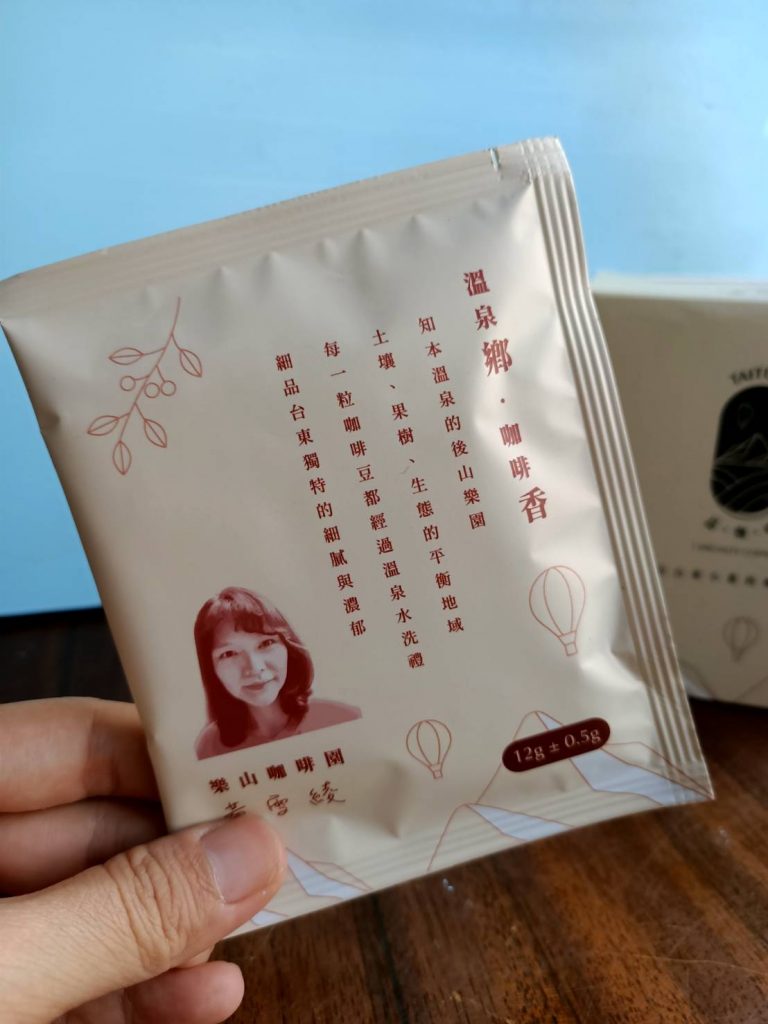 溫泉鄉·咖啡香
知本溫泉的後山樂園
土壤、果樹、生態的平衡地域
每一粒咖啡豆都經過溫泉水洗禮
細品台東獨特的細膩與濃郁
樂山咖啡園
黃雪綾
12g ± 0.5g